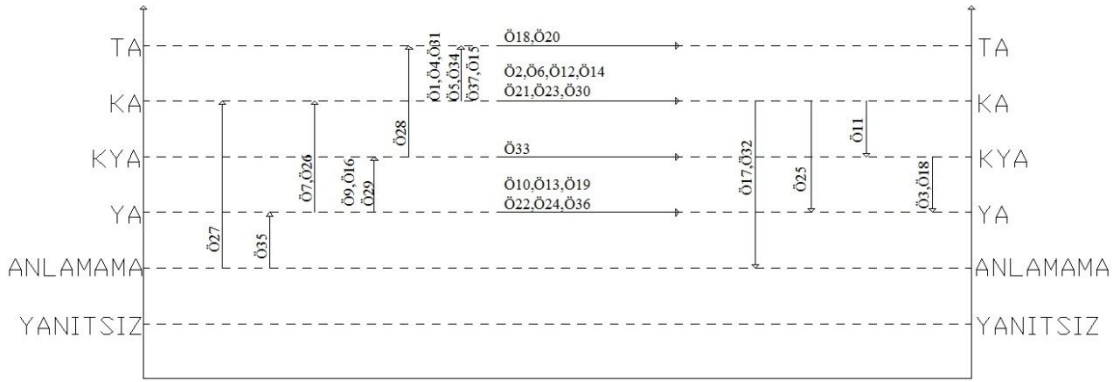 TA
KA
KYA
YA
ANLAMAMA
YANITSIZ
Ö27
Ö35
Ö7,Ö26
Ö9,Ö16
Ö29
Ö28
Ö1,Ö4,Ö31
Ö5,Ö34
Ö37,Ö15
Ö18,Ö20
Ö2,Ö6,Ö12,Ö14
Ö21,Ö23,Ö30
Ö33
Ö10,Ö13,Ö19
Ö22,Ö24,Ö36
Ö17,Ö32
Ö25
Ö11
Ö3,Ö18
TA
KA
KYA
YA
ANLAMAMA
YANITSIZ